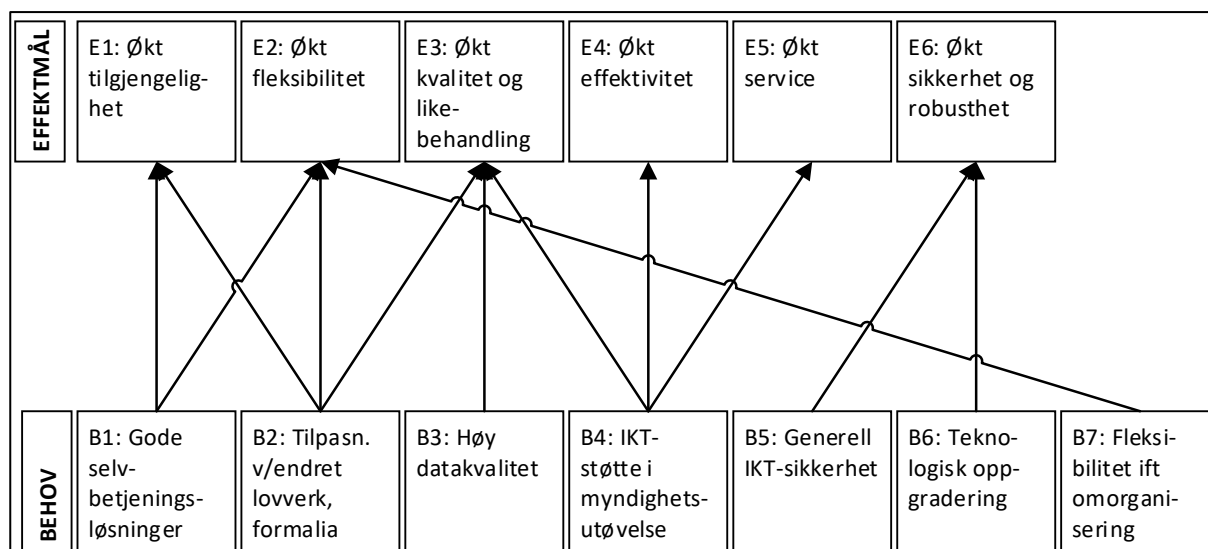 EFFEKTMÅL
E1: Økt
tilgjengelig-
het
E2: Økt
fleksibilitet
E3: Økt
kvalitet og
like-
behandling
E4: Økt
effektivitet
E5: Økt
service
E6: Økt
sikkerhet og
robusthet
BEHOV
B1: Gode
selv-
betjenings-
løsninger
B2: Tilpasn.
v/endret
lovverk,
formalia
B3: Høy
datakvalitet
B4: IKT-
støtte i
myndighets-
utøvelse
B5: Generell
IKT-sikkerhet
B6: Tekno-
logisk opp-
gradering
B7: Fleksi-
bilitet ift
omorgani-
sering